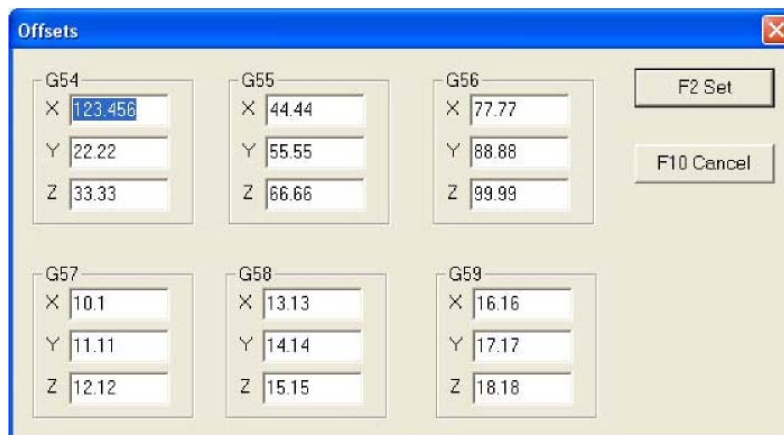 Offsets
G54
X 123.456
Y 22.22
Z 33.33
G55
X 44.44
Y 55.55
Z 66.66
G56
X 77.77
Y 88.88
Z 99.99
F2 Set
F10 Cancel
G57
X 10.1
Y 11.11
Z 12.12
G58
X 13.13
Y 14.14
Z 15.15
G59
X 16.16
Y 17.17
Z 18.18